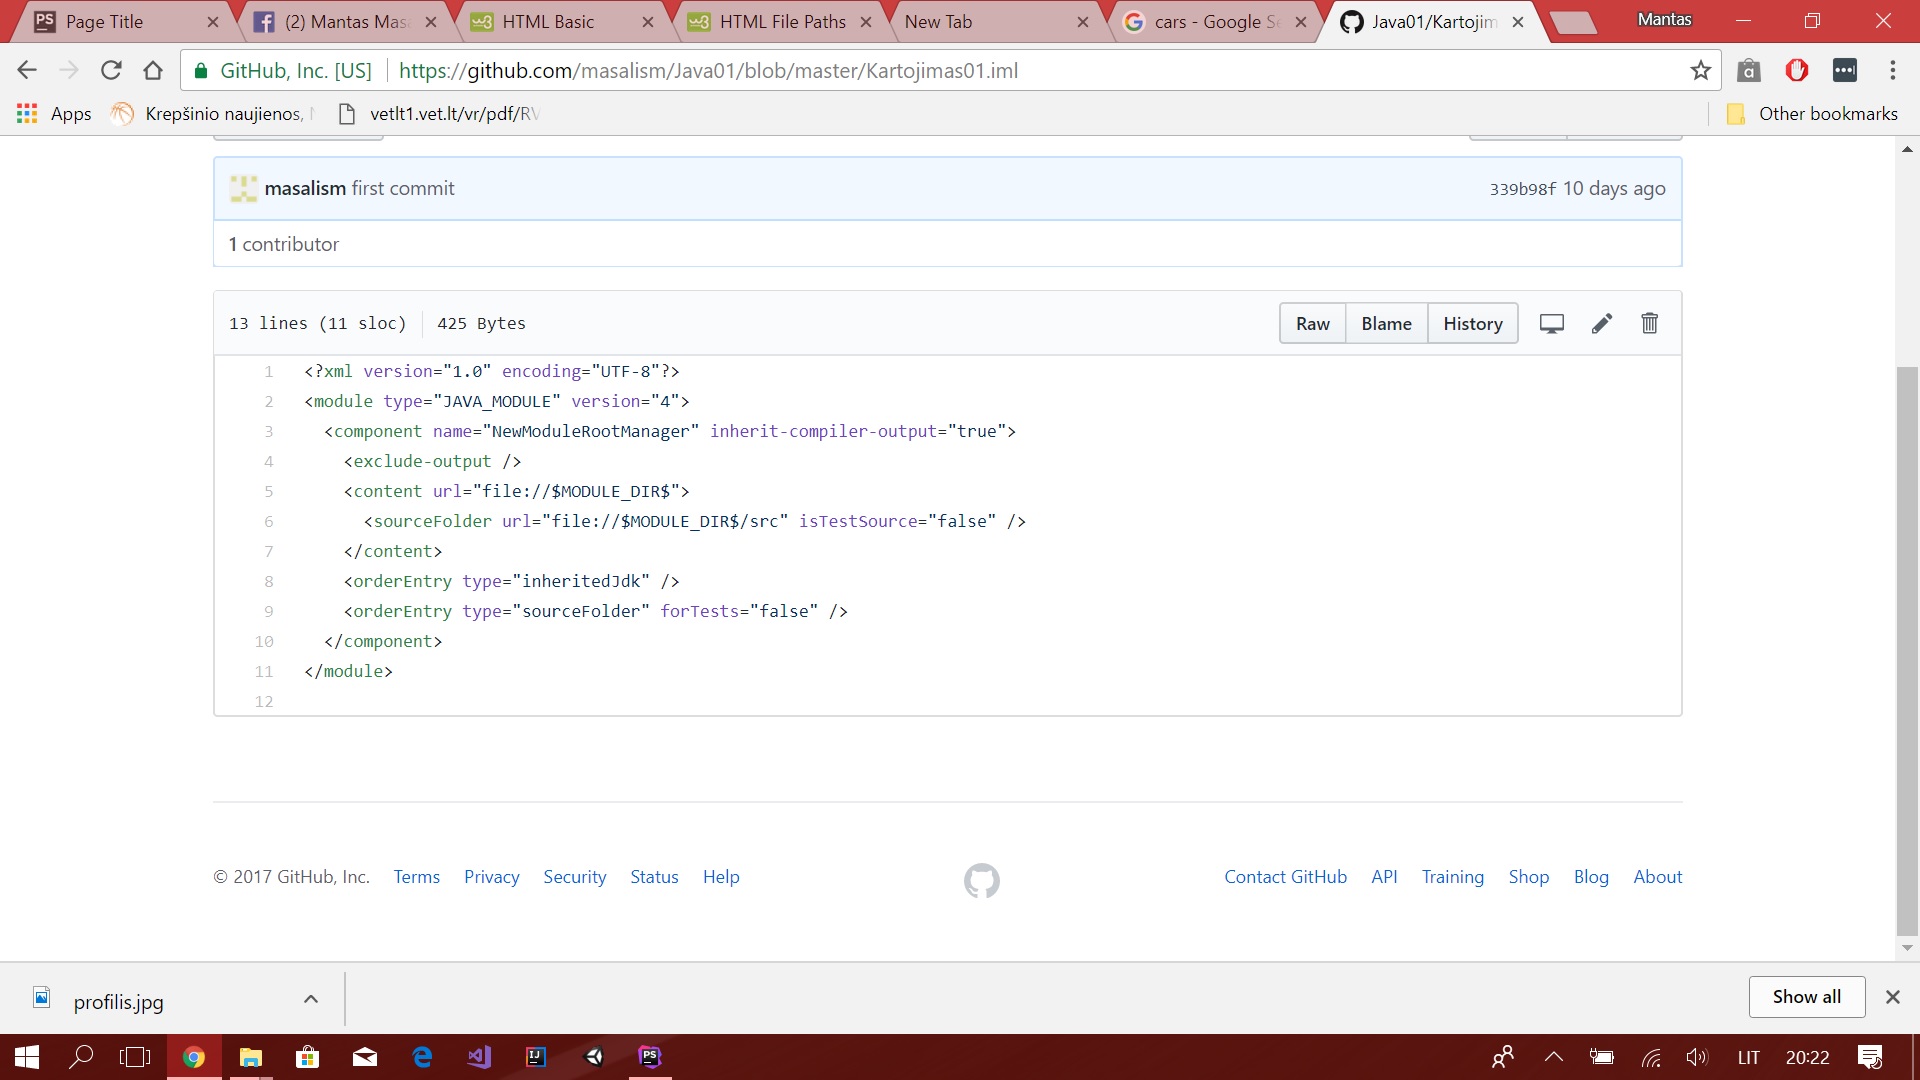 Page Title
(2) Mantas Mas
HTML Basic
HTML File Paths
New Tab
cars - Google Se
Java01/Kartojim
Mantas
GitHub, Inc. [US]
https://github.com/masalism/Java01/blob/master/Kartojimas01.iml
Apps
Krepšinio naujienos,
vetlt1.vet.lt/vr/pdf/RV
Other bookmarks
masalism first commit
339b98f 10 days ago
1 contributor
13 lines (11 sloc)
425 Bytes
Raw
Blame
History
1 <?xml version="1.0" encoding="UTF-8"?>
2 <module type="JAVA_MODULE" version="4">
3 <component name="NewModuleRootManager" inherit-compiler-output="true">
4 <exclude-output />
5 <content url="file://$MODULE_DIR$">
6 <sourceFolder url="file://$MODULE_DIR$/src" isTestSource="false" />
7 </content>
8 <orderEntry type="inheritedJdk" />
9 <orderEntry type="sourceFolder" forTests="false" />
10 </component>
11 </module>
12
© 2017 GitHub, Inc.
Terms
Privacy
Security
Status
Help
Contact GitHub
API
Training
Shop
Blog
About
profilis.jpg
Show all
LIT
20:22